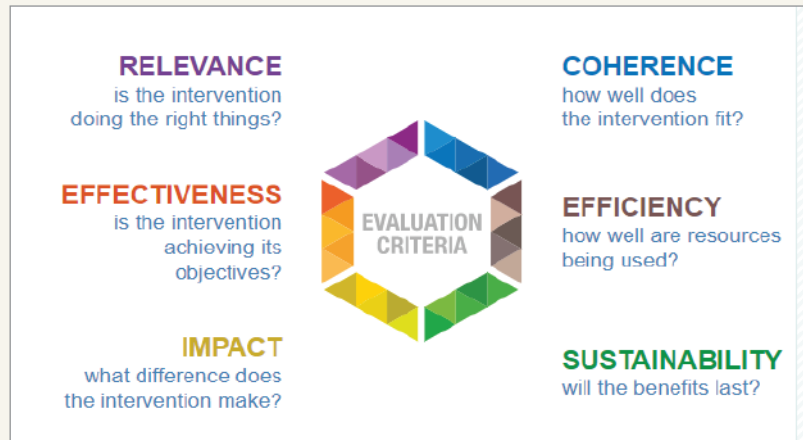 RELEVANCE
is the intervention
doing the right things?
COHERENCE
how well does
the intervention fit?
EFFECTIVENESS
is the intervention
achieving its
objectives?
EVALUATION
CRITERIA
EFFICIENCY
how well are resources
being used?
IMPACT
what difference does
the intervention make?
SUSTAINABILITY
will the benefits last?